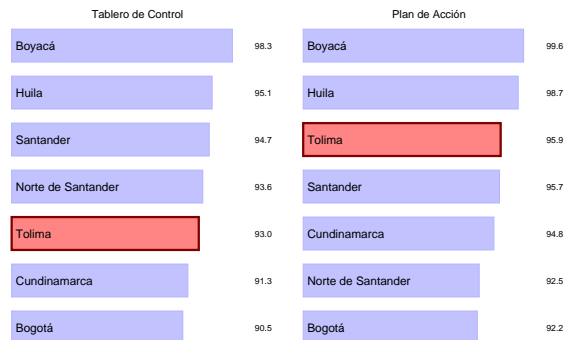 Tablero de Control
Boyacá 98.3
Huila 95.1
Santander 94.7
Norte de Santander 93.6
Tolima 93.0
Cundinamarca 91.3
Bogotá 90.5
Plan de Acción
Boyacá 99.6
Huila 98.7
Tolima 95.9
Santander 95.7
Cundinamarca 94.8
Norte de Santander 92.5
Bogotá 92.2